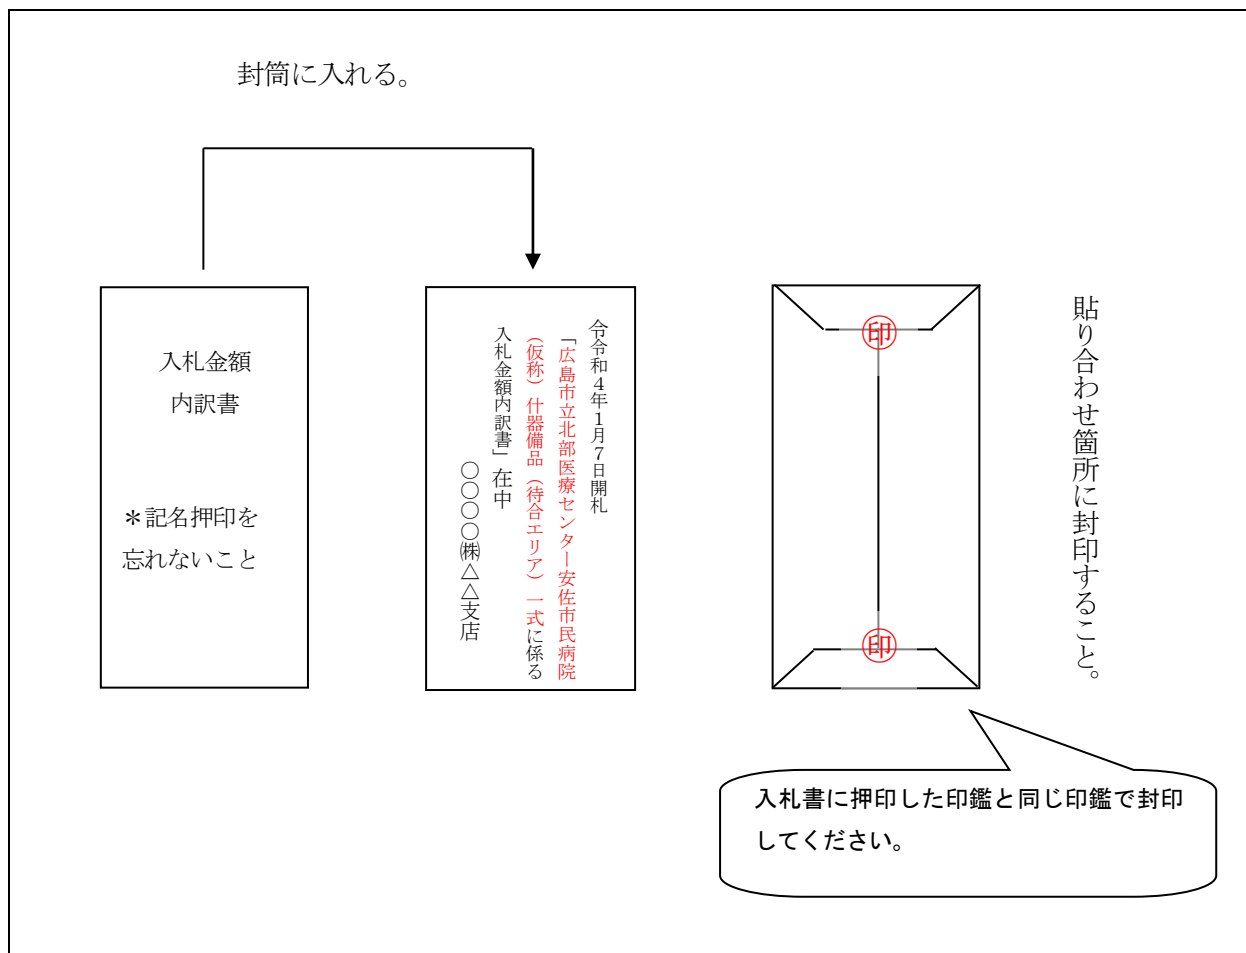 封筒に入れる。
入札金額
内訳書
＊記名押印を
忘れないこと
令令和４年１月７日開札
「広島市立北部医療センター安佐市民病院
（仮称）什器備品（待合エリア）一式に係る
入札金額内訳書」在中
〇〇〇〇㈱△△支店
印
印
貼り合わせ箇所に封印すること。
入札書に押印した印鑑と同じ印鑑で封印
してください。